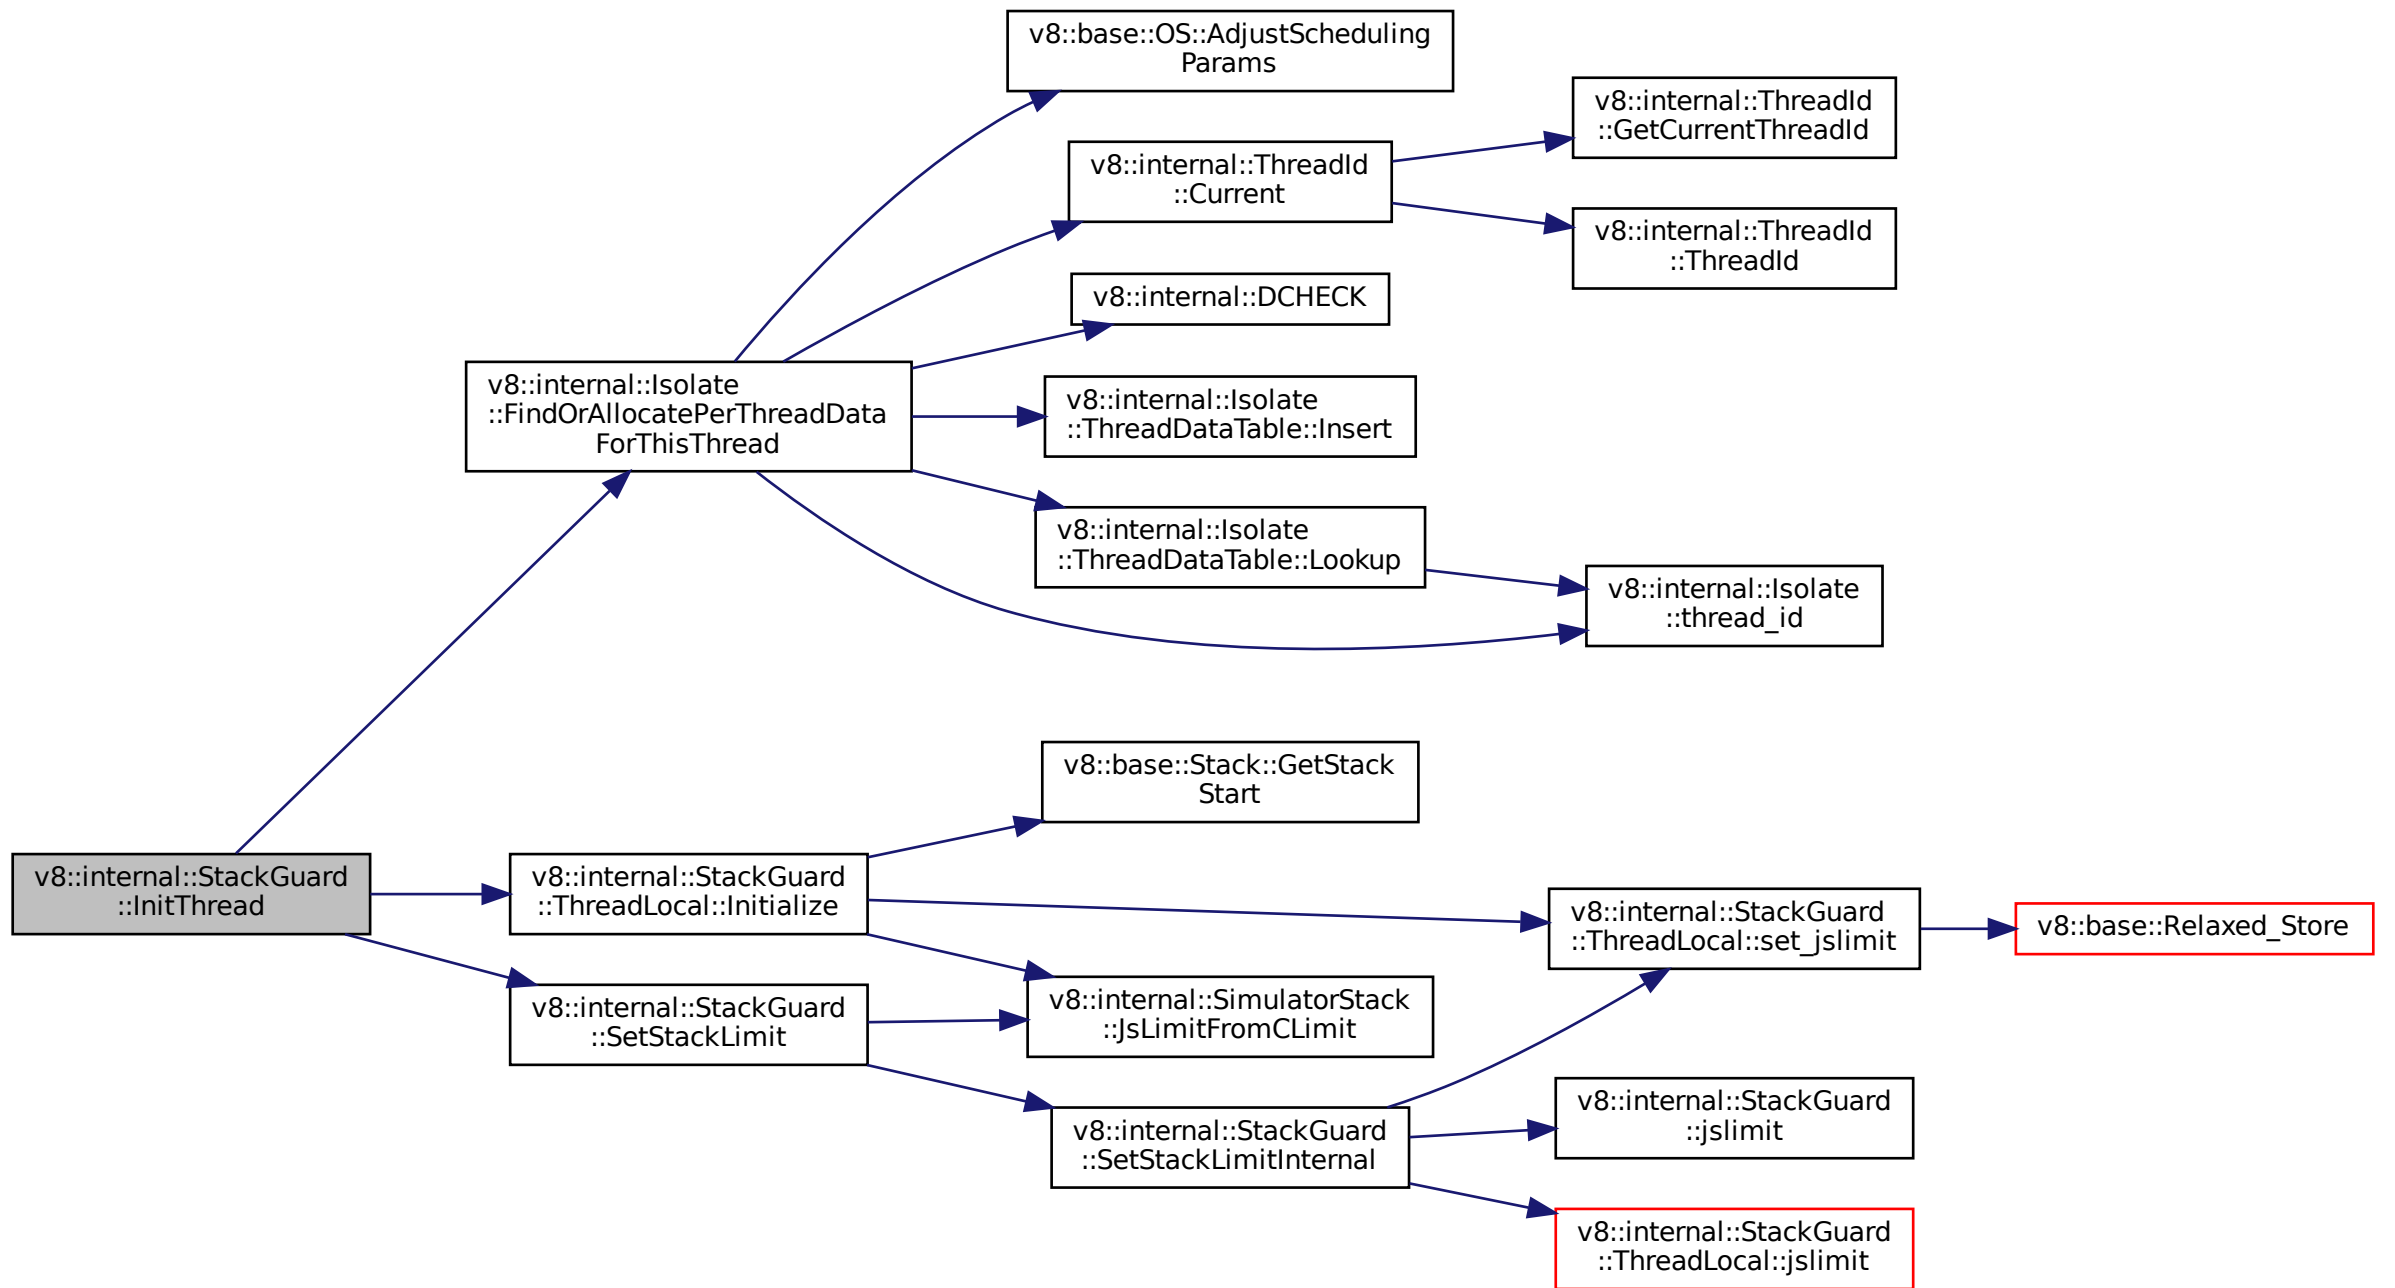 v8::base::OS::AdjustScheduling
Params
v8::internal::ThreadId
::GetCurrentThreadId
v8::internal::ThreadId
::Current
v8::internal::ThreadId
::ThreadId
v8::internal::DCHECK
v8::internal::Isolate
::FindOrAllocatePerThreadData
ForThisThread
v8::internal::Isolate
::ThreadDataTable::Insert
v8::internal::Isolate
::ThreadDataTable::Lookup
v8::internal::Isolate
::thread_id
v8::base::Stack::GetStack
Start
v8::internal::StackGuard
::InitThread
v8::internal::StackGuard
::ThreadLocal::Initialize
v8::internal::StackGuard
::ThreadLocal::set_jslimit
v8::base::Relaxed_Store
v8::internal::StackGuard
::SetStackLimit
v8::internal::SimulatorStack
::JsLimitFromCLimit
v8::internal::StackGuard
::SetStackLimitInternal
v8::internal::StackGuard
::jslimit
v8::internal::StackGuard
::ThreadLocal::jslimit